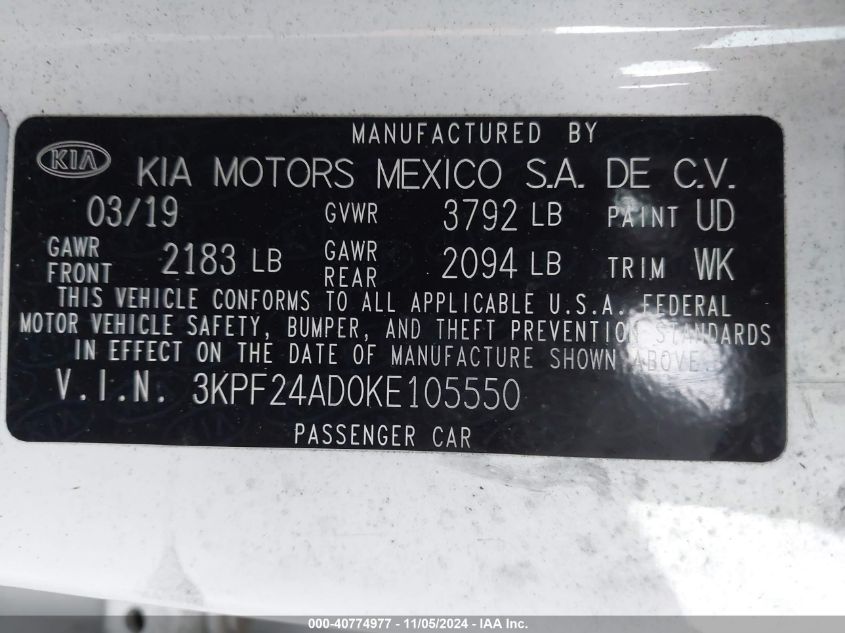 MANUFACTURED BY
KIA KIA MOTORS MEXICO S.A. DE C.V.
03/19 GVWR 3792 LB PAINT UD
GAWR FRONT 2183 LB GAWR REAR 2094 LB TRIM WK
THIS VEHICLE CONFORMS TO ALL APPLICABLE U.S.A. FEDERAL
MOTOR VEHICLE SAFETY, BUMPER, AND THEFT PREVENTION STANDARDS
IN EFFECT ON THE DATE OF MANUFACTURE SHOWN ABOVE.
V.I.N. 3KPF24AD0KE105550
PASSENGER CAR
000-40774977 - 11/05/2024 - IAA Inc.